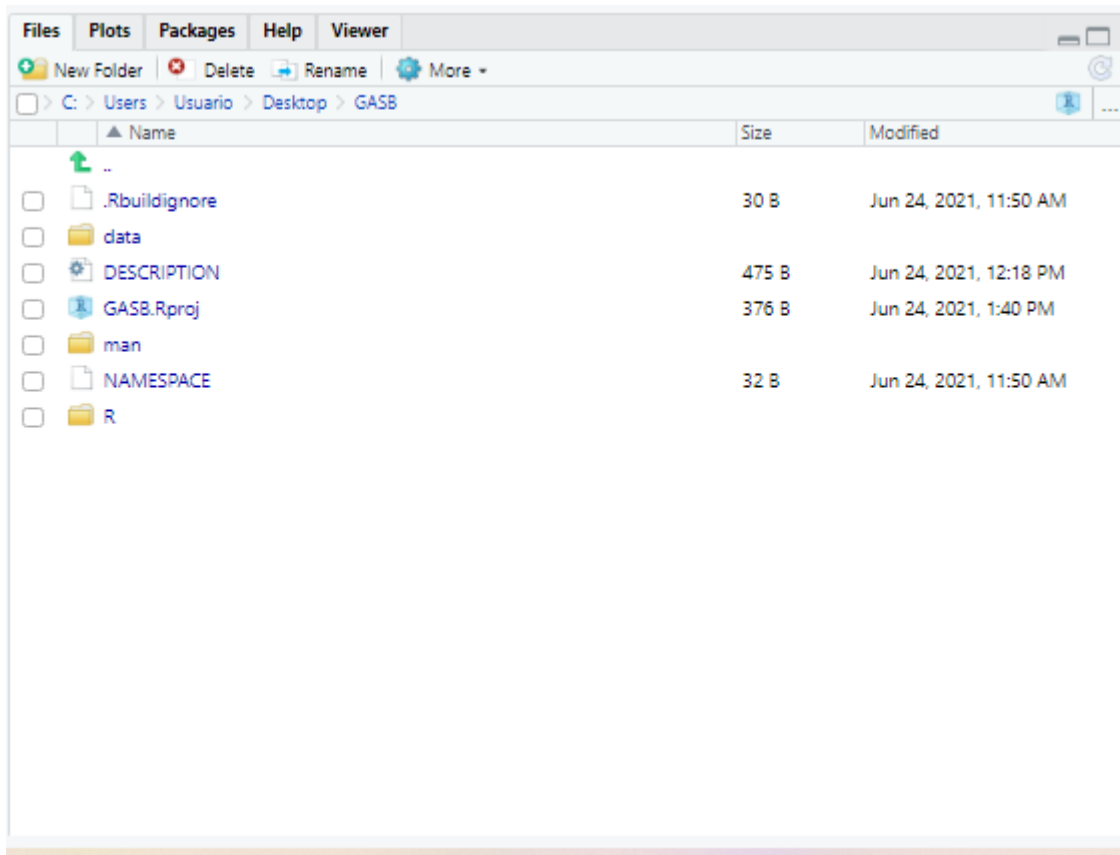 Files Plots Packages Help Viewer
New Folder Delete Rename More
C: > Users > Usuario > Desktop > GASB R ...
Name Size Modified
..
.Rbuildignore 30 B Jun 24, 2021, 11:50 AM
data
DESCRIPTION 475 B Jun 24, 2021, 12:18 PM
GASB.Rproj 376 B Jun 24, 2021, 1:40 PM
man
NAMESPACE 32 B Jun 24, 2021, 11:50 AM
R